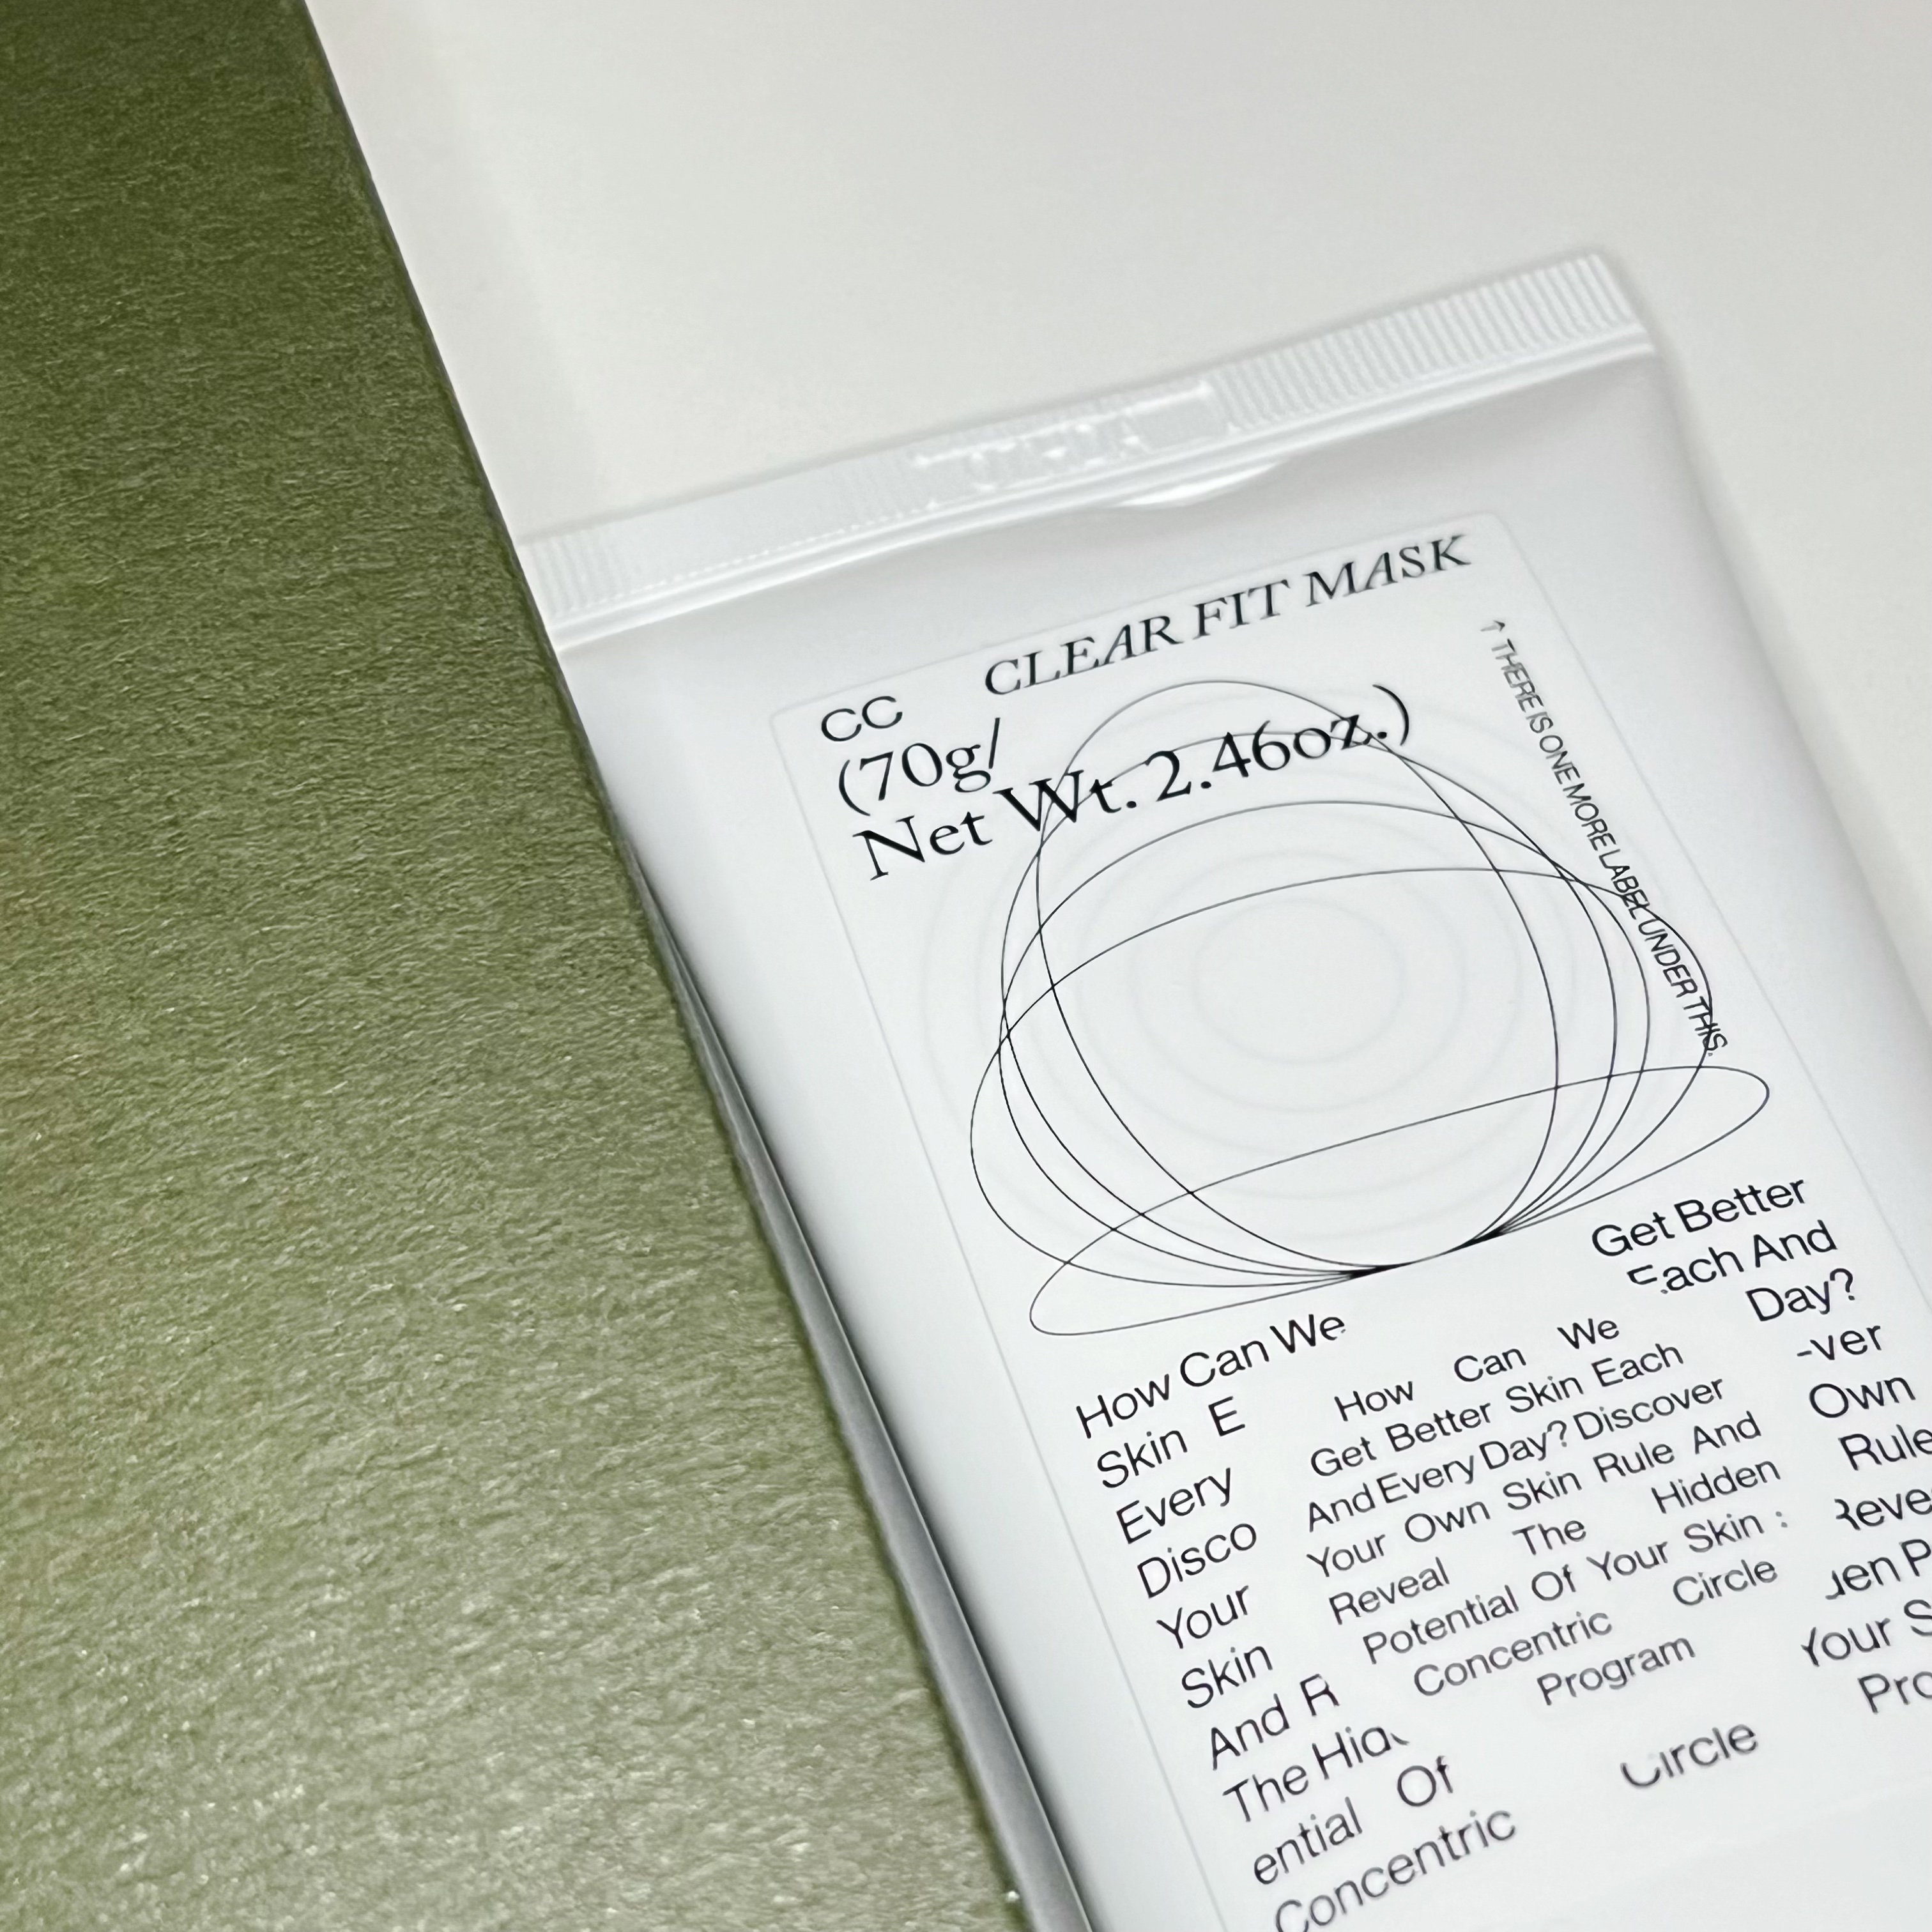 CLEAR FIT MASK
CC
(70g/
Net Wt. 2.46oz.)
↑ THERE IS ONE MORE LABEL UNDER THIS.
Get Better
Each And
Day?
-ver
Own
Rule
Reve
en P
Your S
Pro
How Can We
Skin E
Every
Disco
Your
Skin
And R
The Hid
ential Of
Concentric
Circle
How Can We
Get Better Skin Each
And Every Day? Discover
Your Own Skin Rule And
Reveal The Hidden
Potential Of Your Skin :
Concentric Circle
Program